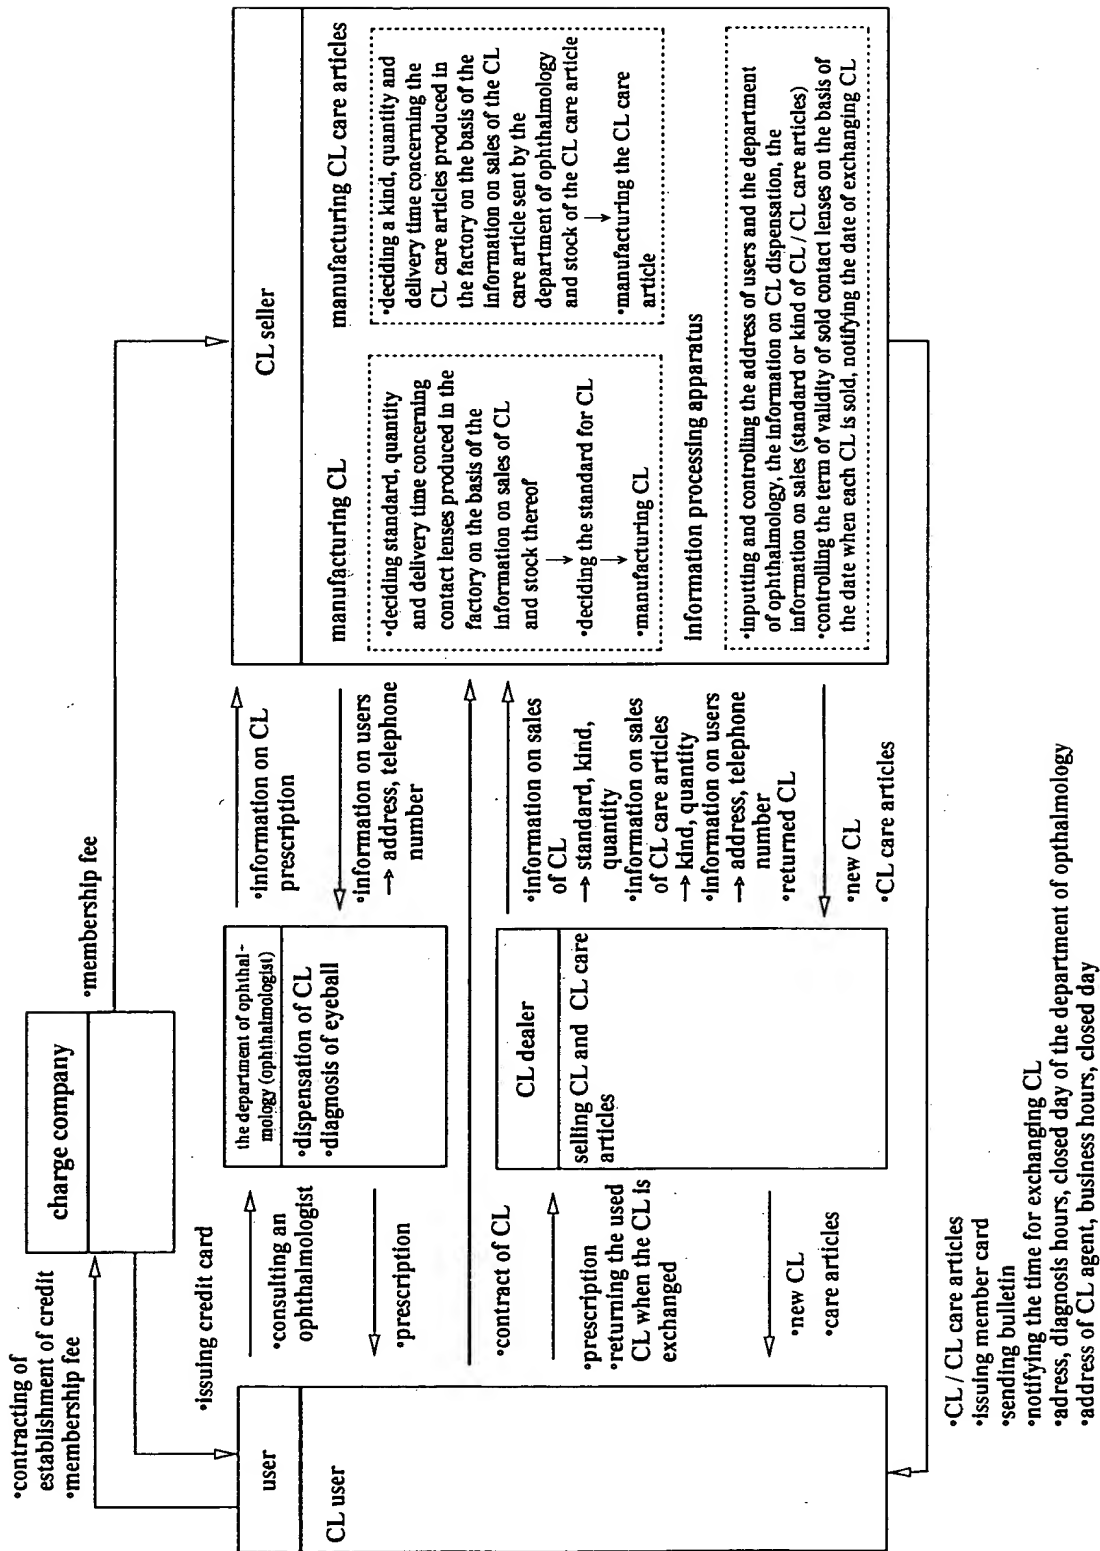 •contracting of
establishment of credit
•membership fee
charge company
•membership fee
•issuing credit card
user
CL user
•consulting an
ophthalmologist
•prescription
the department of ophthal-
mology (ophthalmologist)
•dispensation of CL
•diagnosis of eyeball
•information on CL
prescription
•information on users
→ address, telephone
number
•contract of CL
•prescription
•returning the used
CL when the CL is
exchanged
•new CL
•care articles
CL dealer
selling CL and CL care
articles
•information on sales
of CL
→ standard, kind,
quantity
•information on sales
of CL care articles
→ kind, quantity
•information on users
→ address, telephone
number
•returned CL
•new CL
•CL care articles
CL seller
manufacturing CL
•deciding standard, quantity
and delivery time concerning
contact lenses produced in the
factory on the basis of the
information on sales of CL
and stock thereof
→
•deciding the standard for CL
→
•manufacturing CL
manufacturing CL care articles
•deciding a kind, quantity and
delivery time concerning the
CL care articles produced in
the factory on the basis of the
information on sales of the CL
care article sent by the
department of ophthalmology
and stock of the CL care article
→
•manufacturing the CL care
article
information processing apparatus
•inputing and controlling the address of users and the department
of ophthalmology, the information on CL dispensation, the
information on sales (standard or kind of CL / CL care articles)
•controlling the term of validity of sold contact lenses on the basis of
the date when each CL is sold, notifying the date of exchanging CL
•CL / CL care articles
•issuing member card
•sending bulletin
•notifying the time for exchanging CL
•adress, diagnosis hours, closed day of the department of opthalmology
•address of CL agent, business hours, closed day